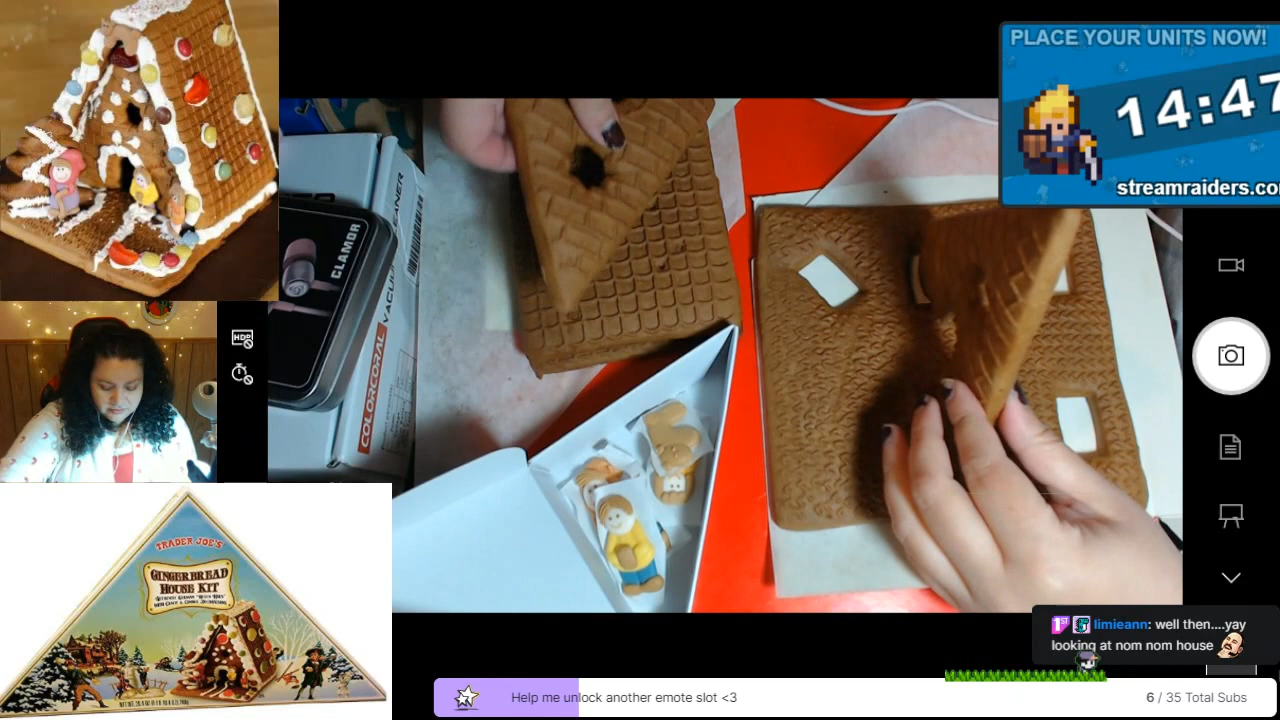 PLACE YOUR UNITS NOW!
14:47
streamraiders.co
CLAMOR
COLORCORAL VACUUM CLEANER
HDR
TRADER JOE'S
GINGERBREAD
HOUSE KIT
limieann: well then....yay
looking at nom nom house
Help me unlock another emote slot <3
6 / 35 Total Subs